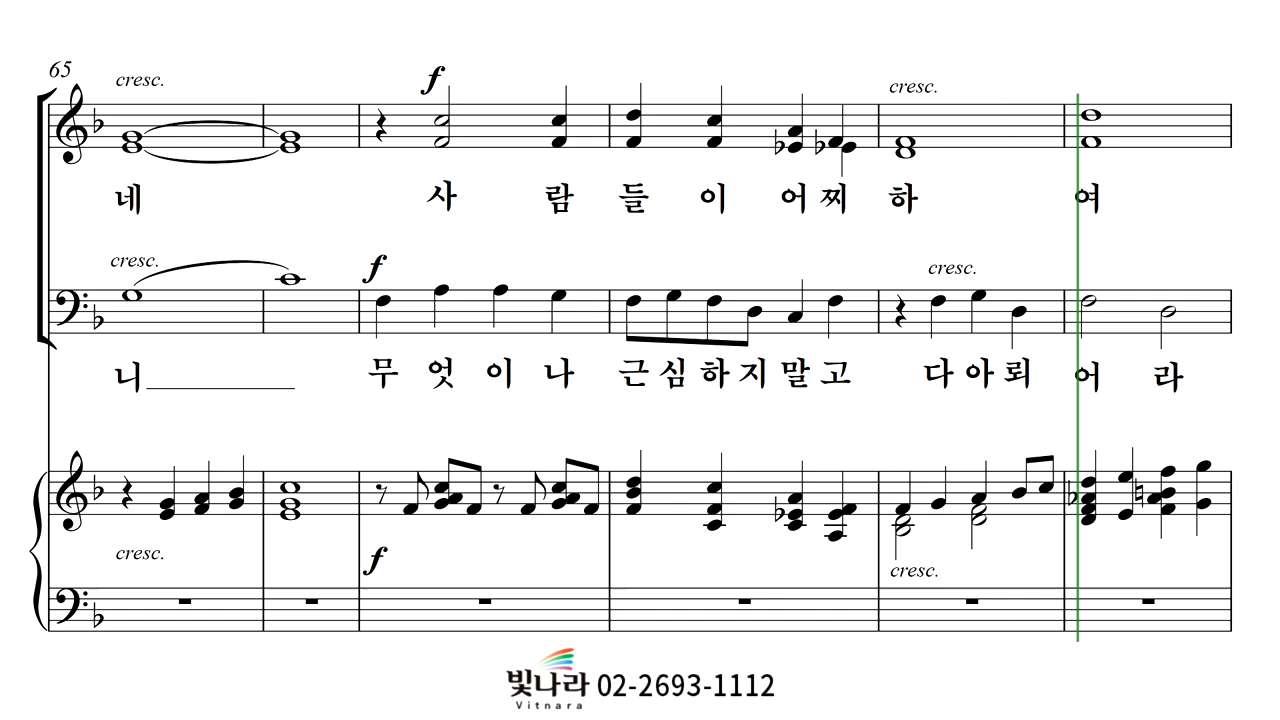 65
cresc.
f
cresc.
네 사 람 들 이 어 찌 하 여
cresc.
f
cresc.
니 무 엇 이 나 근 심 하 지 말 고 다 아 뢰 어 라
cresc.
f
cresc.
빛나라 02-2693-1112
Vitnara